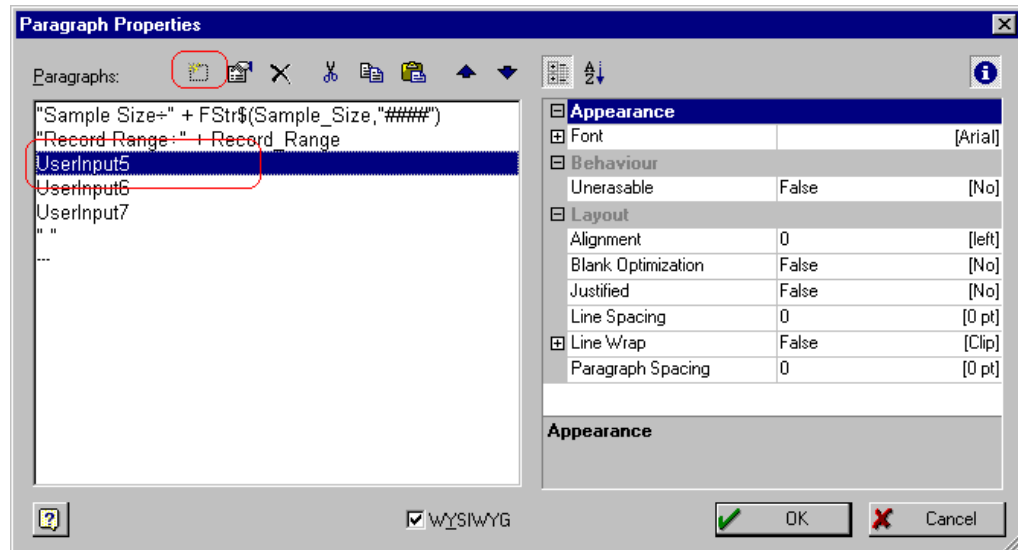 Paragraph Properties
Paragraphs:
"Sample Size÷" + FStr$(Sample_Size,"####")
"Record Range÷" + Record_Range
UserInput5
UserInput6
UserInput7
" "
...
Appearance
Font [Arial]
Behaviour
Unerasable False [No]
Layout
Alignment 0 [left]
Blank Optimization False [No]
Justified False [No]
Line Spacing 0 [0 pt]
Line Wrap False [Clip]
Paragraph Spacing 0 [0 pt]
Appearance
WYSIWYG
OK
Cancel